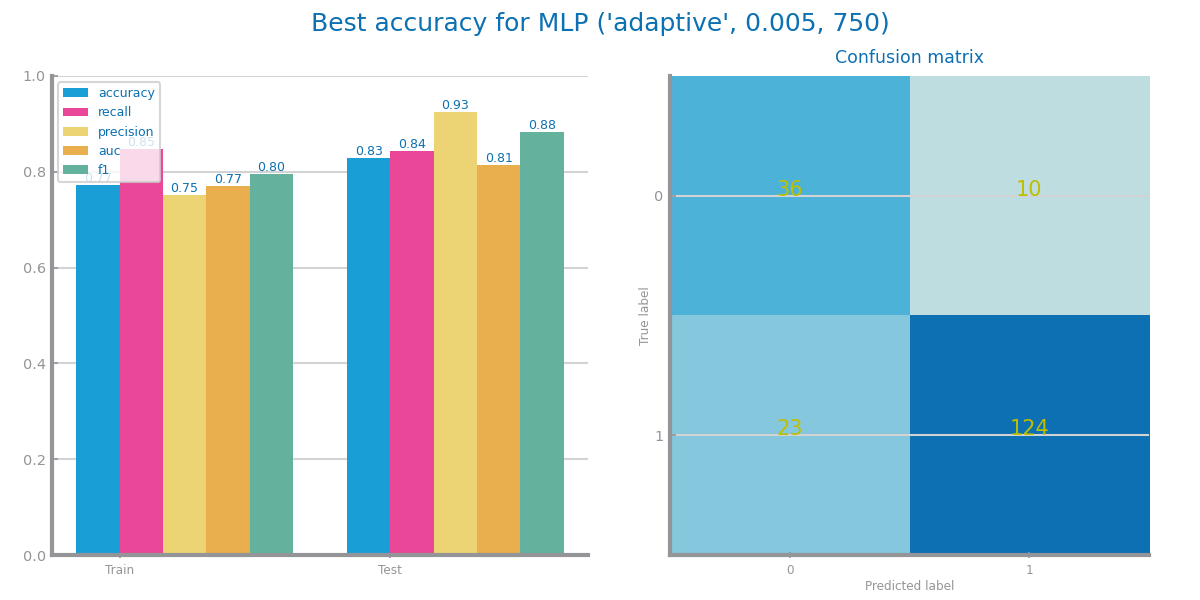 Best accuracy for MLP ('adaptive', 0.005, 750)
Confusion matrix
1.0
0.8
0.6
0.4
0.2
0.0
accuracy
recall
precision
auc
f1
0.77
0.85
0.75
0.77
0.80
0.83
0.84
0.93
0.81
0.88
Train
Test
True label
0
1
36
10
23
124
0
1
Predicted label